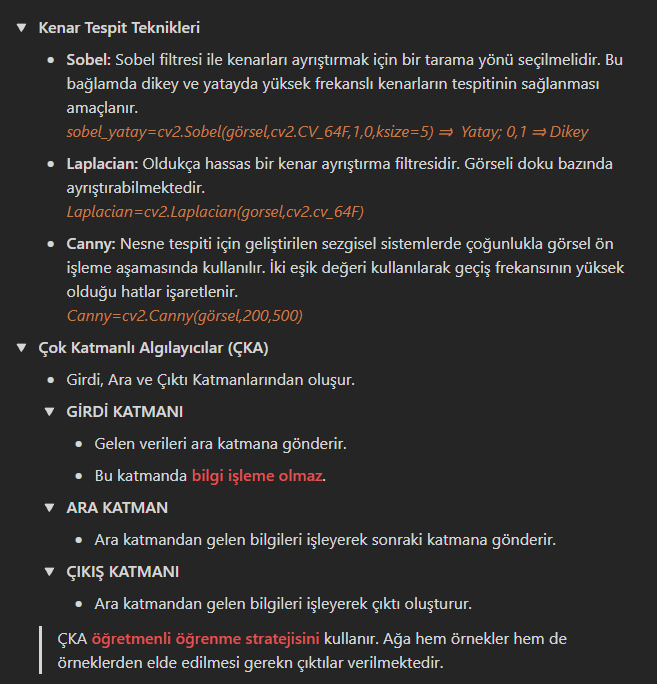 Kenar Tespit Teknikleri
Sobel: Sobel filtresi ile kenarları ayrıştırmak için bir tarama yönü seçilmelidir. Bu
bağlamda dikey ve yatayda yüksek frekanslı kenarların tespitinin sağlanması
amaçlanır.
sobel_yatay=cv2.Sobel(görsel,cv2.CV_64F,1,0,ksize=5) ⇒ Yatay; 0,1 ⇒ Dikey
Laplacian: Oldukça hassas bir kenar ayrıştırma filtresidir. Görseli doku bazında
ayrıştırabilmektedir.
Laplacian=cv2.Laplacian(gorsel,cv2.cv_64F)
Canny: Nesne tespiti için geliştirilen sezgisel sistemlerde çoğunlukla görsel ön
işleme aşamasında kullanılır. İki eşik değeri kullanılarak geçiş frekansının yüksek
olduğu hatlar işaretlenir.
Canny=cv2.Canny(görsel,200,500)
Çok Katmanlı Algılayıcılar (ÇKA)
Girdi, Ara ve Çıktı Katmanlarından oluşur.
GİRDİ KATMANI
Gelen verileri ara katmana gönderir.
Bu katmanda bilgi işleme olmaz.
ARA KATMAN
Ara katmandan gelen bilgileri işleyerek sonraki katmana gönderir.
ÇIKIŞ KATMANI
Ara katmandan gelen bilgileri işleyerek çıktı oluşturur.
ÇKA öğretmenli öğrenme stratejisini kullanır. Ağa hem örnekler hem de
örneklerden elde edilmesi gerekn çıktılar verilmektedir.